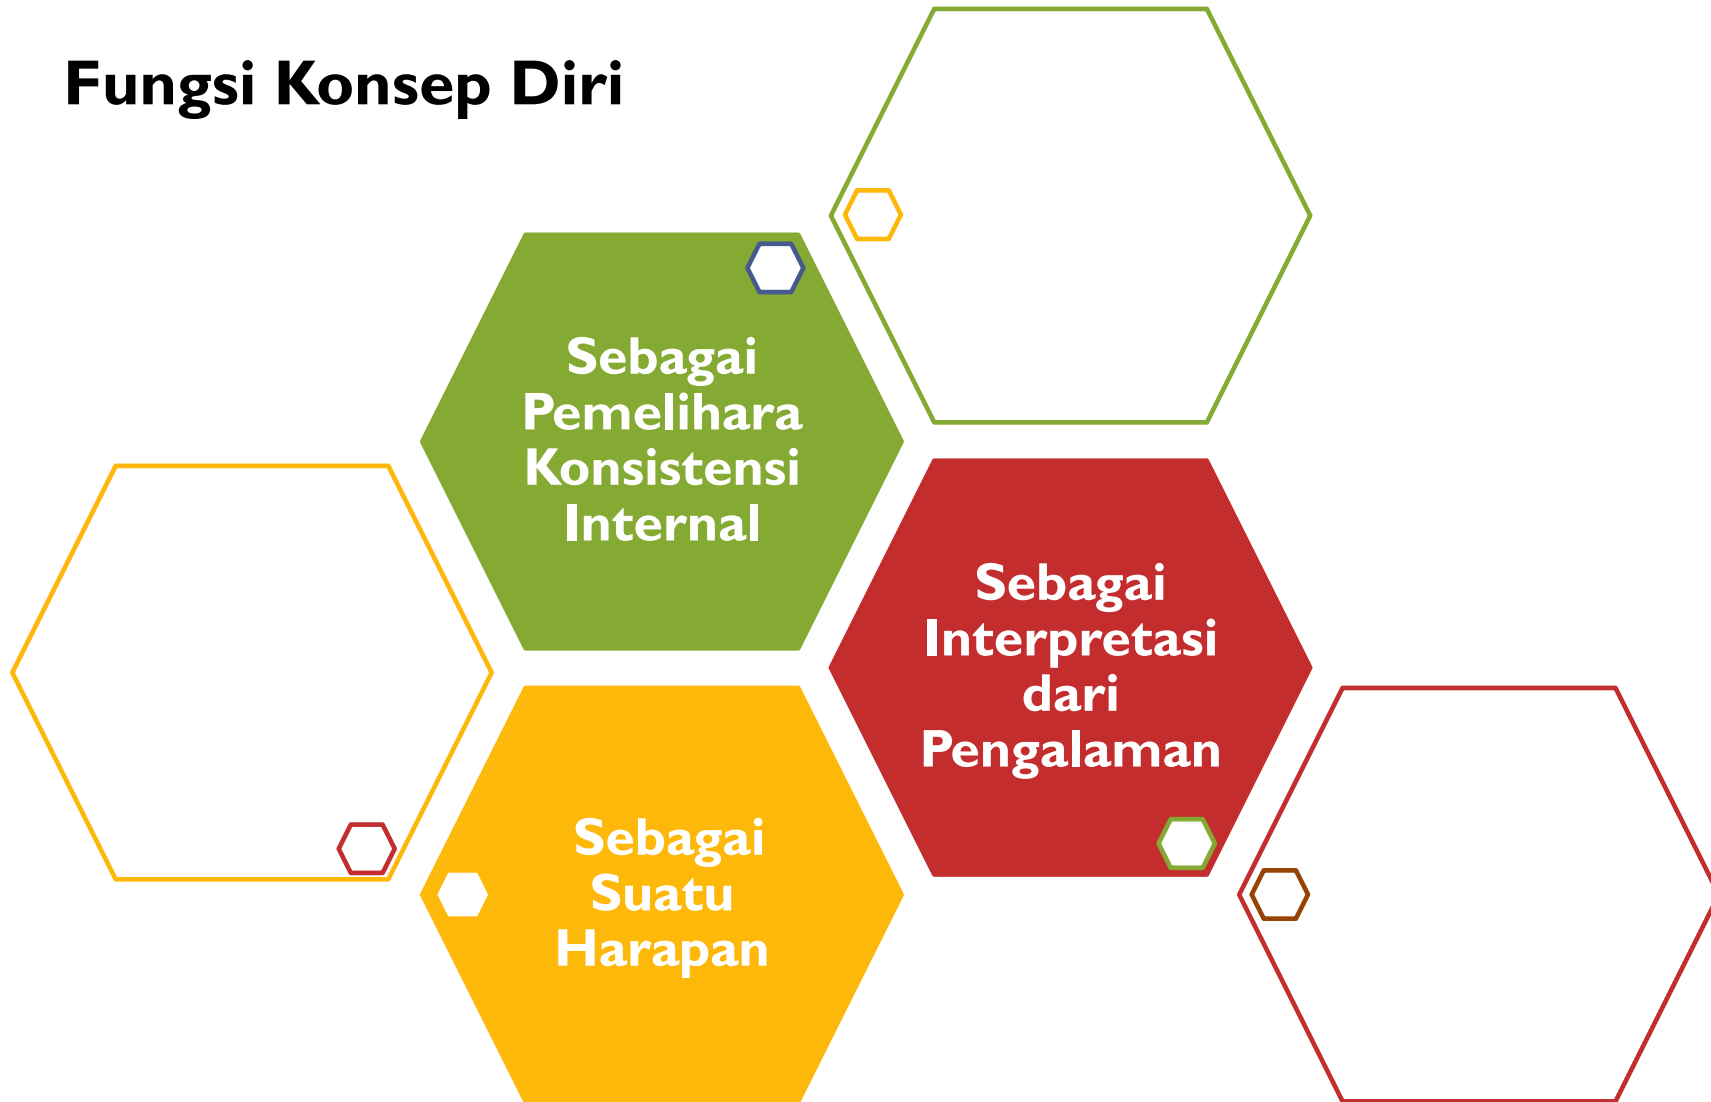 Fungsi Konsep Diri
Sebagai
Pemelihara
Konsistensi
Internal
Sebagai
Interpretasi
dari
Pengalaman
Sebagai
Suatu
Harapan